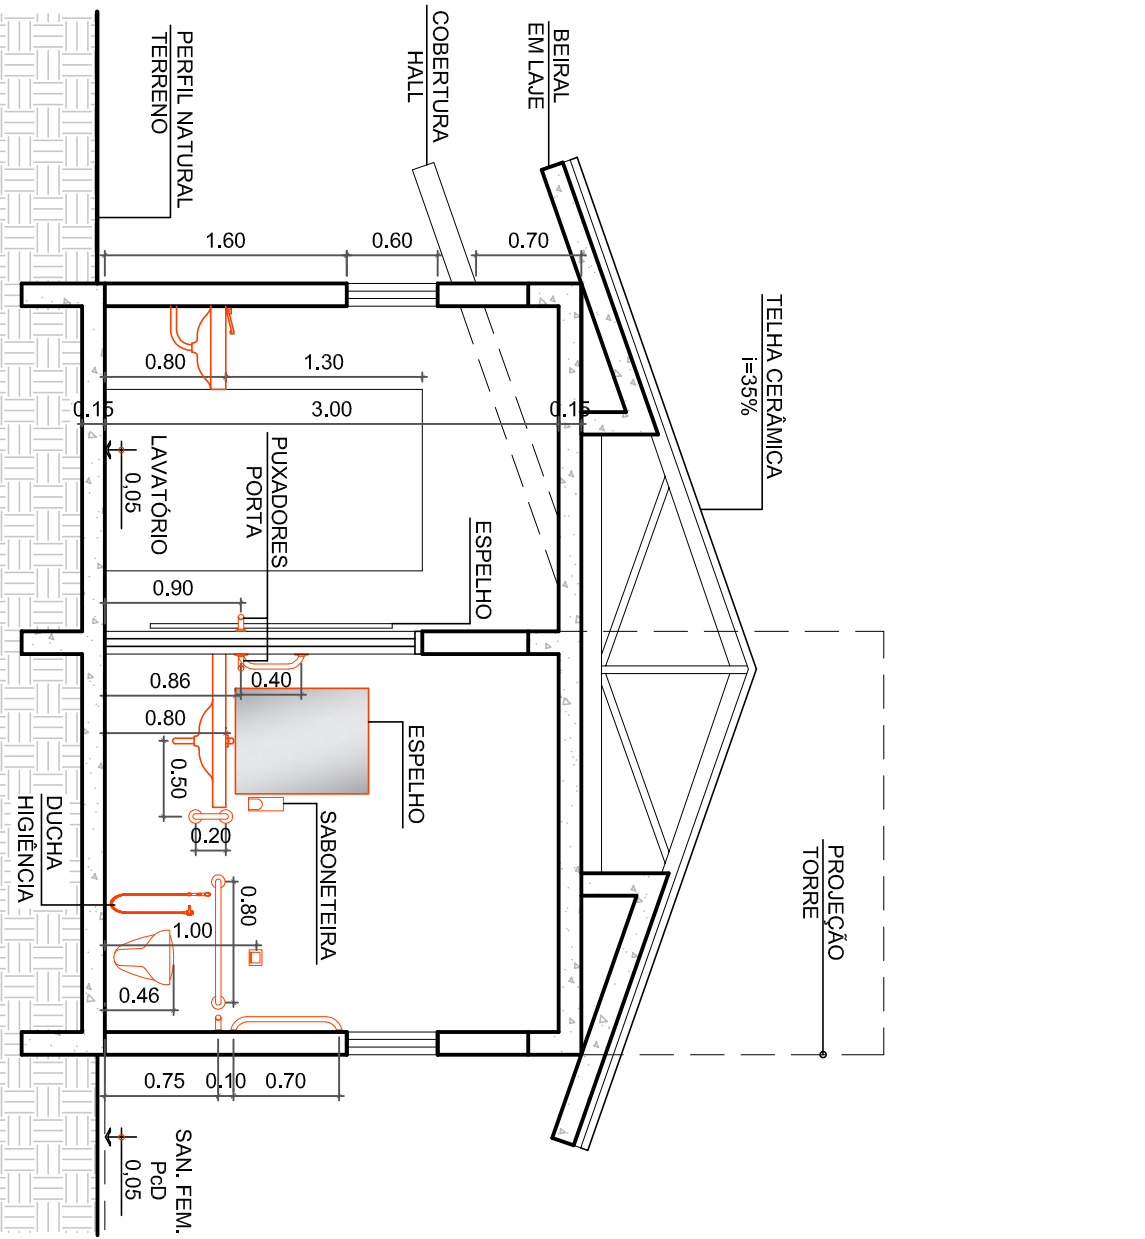 PROJEÇÃO
TORRE
TELHA CERÂMICA
i=35%
BEIRAL
EM LAJE
COBERTURA
HALL
PERFIL NATURAL
TERRENO
1.60
0.60
0.70
0.80
1.30
0.15
3.00
0.15
LAVATÓRIO
0,05
PUXADORES
PORTA
ESPELHO
0.90
0.86
0.40
0.80
0.50
0.20
ESPELHO
SABONETEIRA
DUCHA
HIGIÊNCIA
0.80
1.00
0.46
0.75
0.10
0.70
SAN. FEM.
PcD
0,05